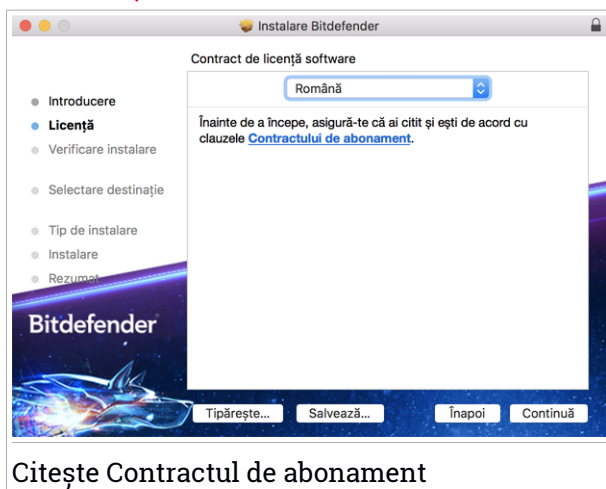 Instalare Bitdefender
Contract de licență software
Română
Introducere
Licență
Verificare instalare
Selectare destinație
Tip de instalare
Instalare
Rezumat
Înainte de a începe, asigură-te că ai citit și ești de acord cu
clauzele Contractului de abonament.
Bitdefender
Tipărește...
Salvează...
Înapoi
Continuă
Citește Contractul de abonament